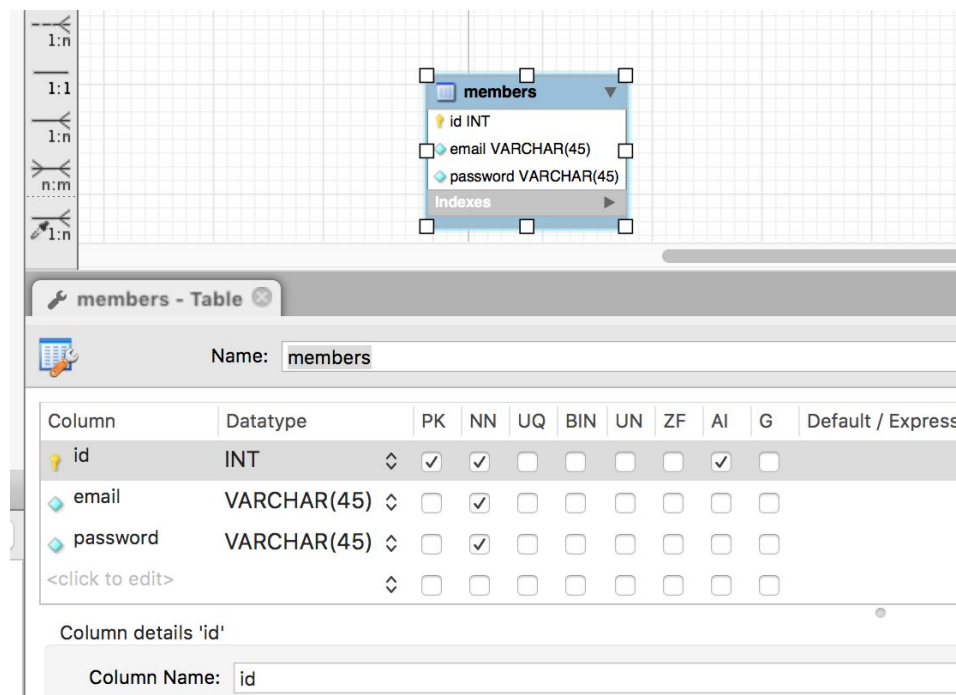 1:n
1:1
1:n
n:m
1:n
members
id INT
email VARCHAR(45)
password VARCHAR(45)
Indexes
members - Table
Name: members
Column Datatype PK NN UQ BIN UN ZF AI G Default / Express
id INT
email VARCHAR(45)
password VARCHAR(45)
<click to edit>
Column details 'id'
Column Name: id